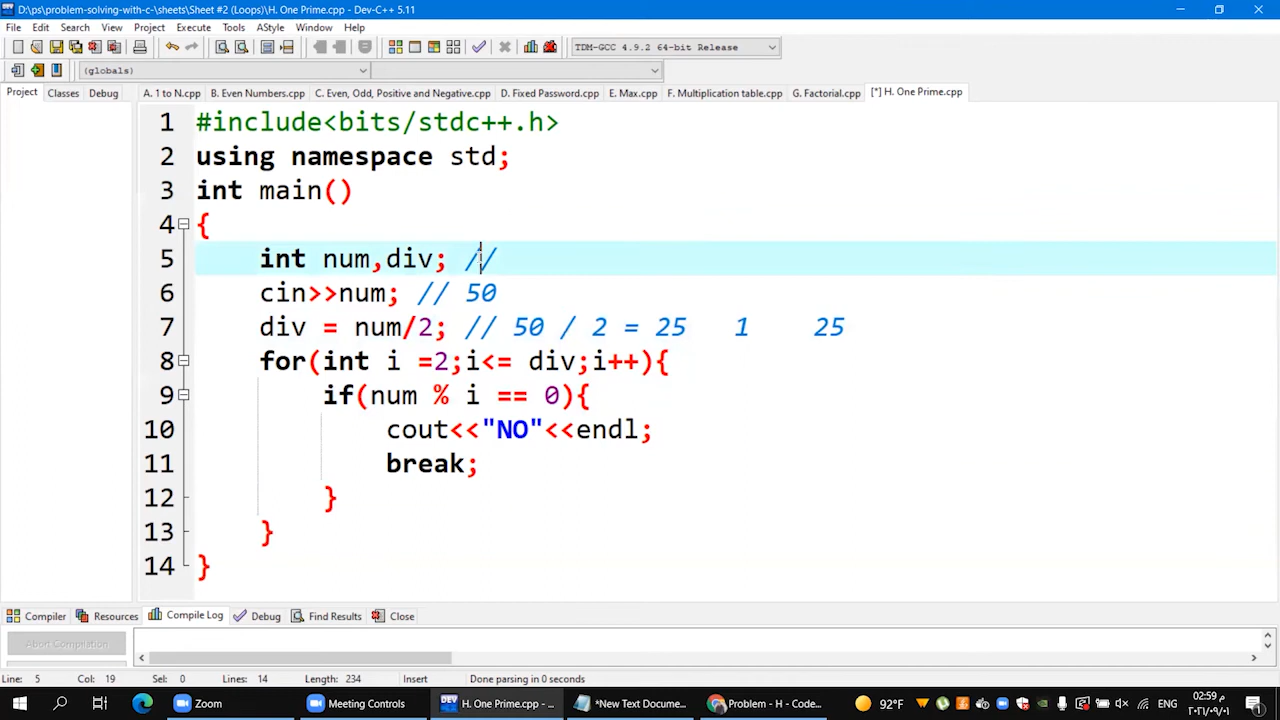 D:\ps\problem-solving-with-c-\sheets\Sheet #2 (Loops)\H. One Prime.cpp - Dev-C++ 5.11
File Edit Search View Project Execute Tools AStyle Window Help
TDM-GCC 4.9.2 64-bit Release
(globals)
Project Classes Debug A. 1 to N.cpp B. Even Numbers.cpp C. Even, Odd, Positive and Negative.cpp D. Fixed Password.cpp E. Max.cpp F. Multiplication table.cpp G. Factorial.cpp [*] H. One Prime.cpp
1 #include<bits/stdc++.h>
2 using namespace std;
3 int main()
4 {
5 int num,div; //
6 cin>>num; // 50
7 div = num/2; // 50 / 2 = 25 1 25
8 for(int i =2;i<= div;i++){
9 if(num % i == 0){
10 cout<<"NO"<<endl;
11 break;
12 }
13 }
14 }
Compiler Resources Compile Log Debug Find Results Close
Abort Compilation
Line: 5 Col: 19 Sel: 0 Lines: 14 Length: 234 Insert Done parsing in 0 seconds
Zoom Meeting Controls H. One Prime.cpp - ... *New Text Docume... Problem - H - Code... 92°F 02:59 م
٢٠٢١/٠٩/٠١